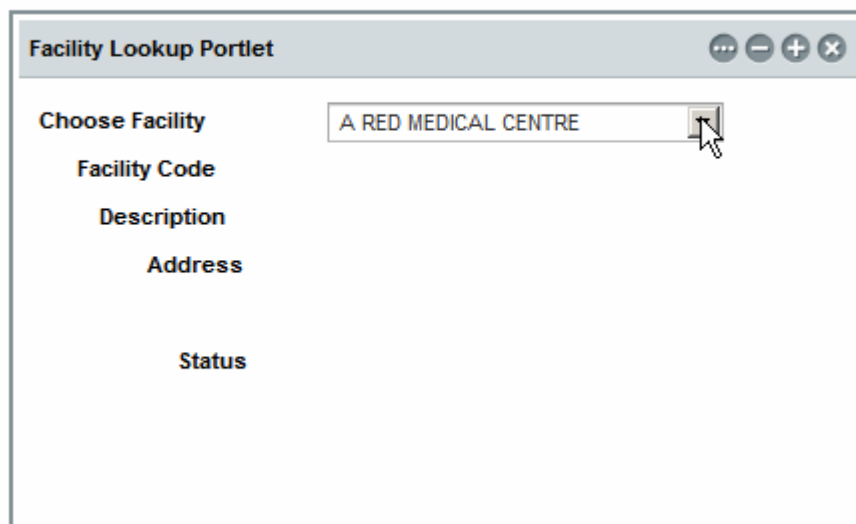 Facility Lookup Portlet
Choose Facility A RED MEDICAL CENTRE
Facility Code
Description
Address
Status